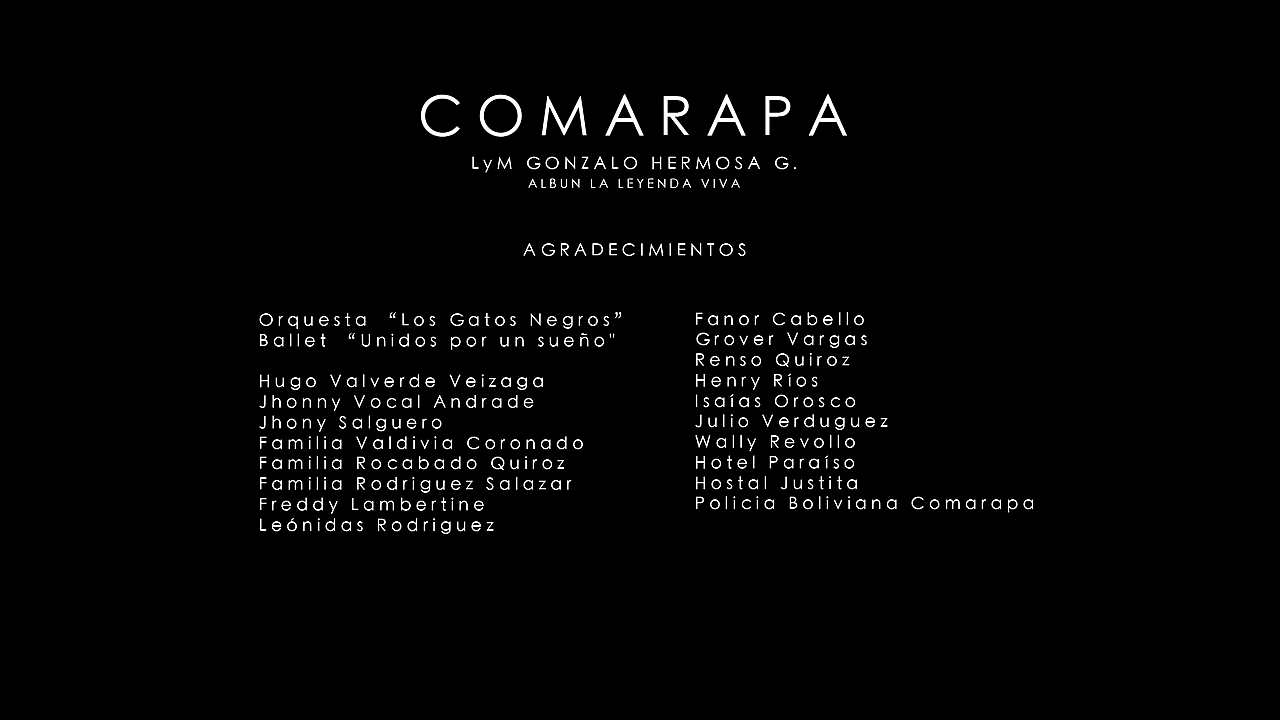 COMARAPA
LyM GONZALO HERMOSA G.
ALBUN LA LEYENDA VIVA
AGRADECIMIENTOS
Orquesta “Los Gatos Negros”
Ballet “Unidos por un sueño"
Hugo Valverde Veizaga
Jhonny Vocal Andrade
Jhony Salguero
Familia Valdivia Coronado
Familia Rocabado Quiroz
Familia Rodriguez Salazar
Freddy Lambertine
Leónidas Rodriguez
Fanor Cabello
Grover Vargas
Renso Quiroz
Henry Ríos
Isaías Orosco
Julio Verduguez
Wally Revollo
Hotel Paraíso
Hostal Justita
Policia Boliviana Comarapa